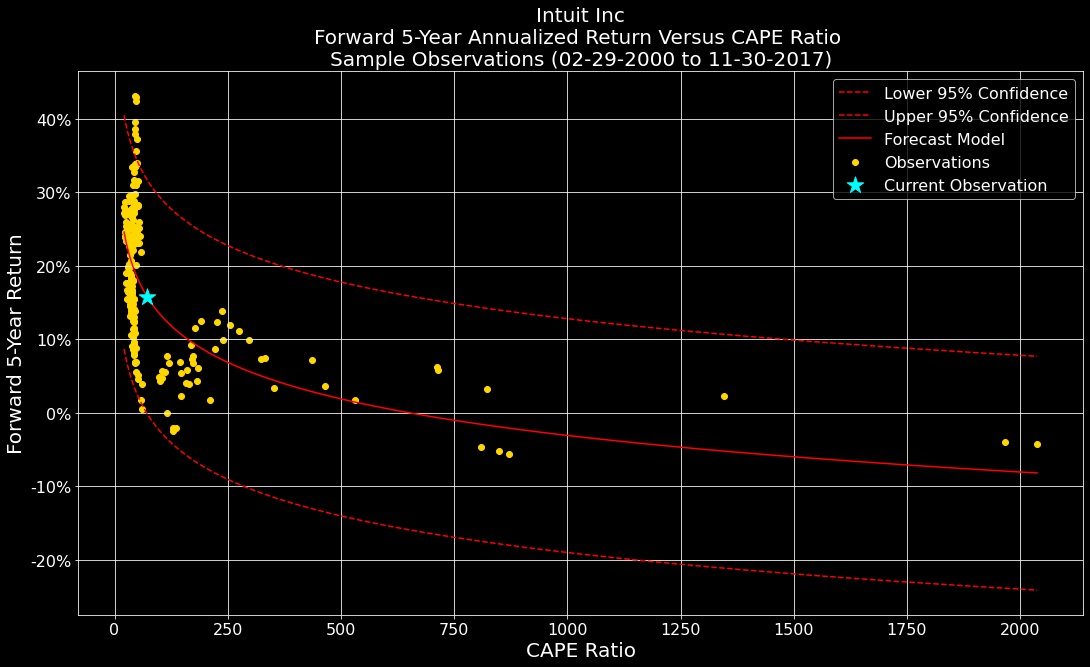 Intuit Inc
Forward 5-Year Annualized Return Versus CAPE Ratio
Sample Observations (02-29-2000 to 11-30-2017)
Lower 95% Confidence
Upper 95% Confidence
Forecast Model
Observations
Current Observation
Forward 5-Year Return
40%
30%
20%
10%
0%
-10%
-20%
0 250 500 750 1000 1250 1500 1750 2000
CAPE Ratio